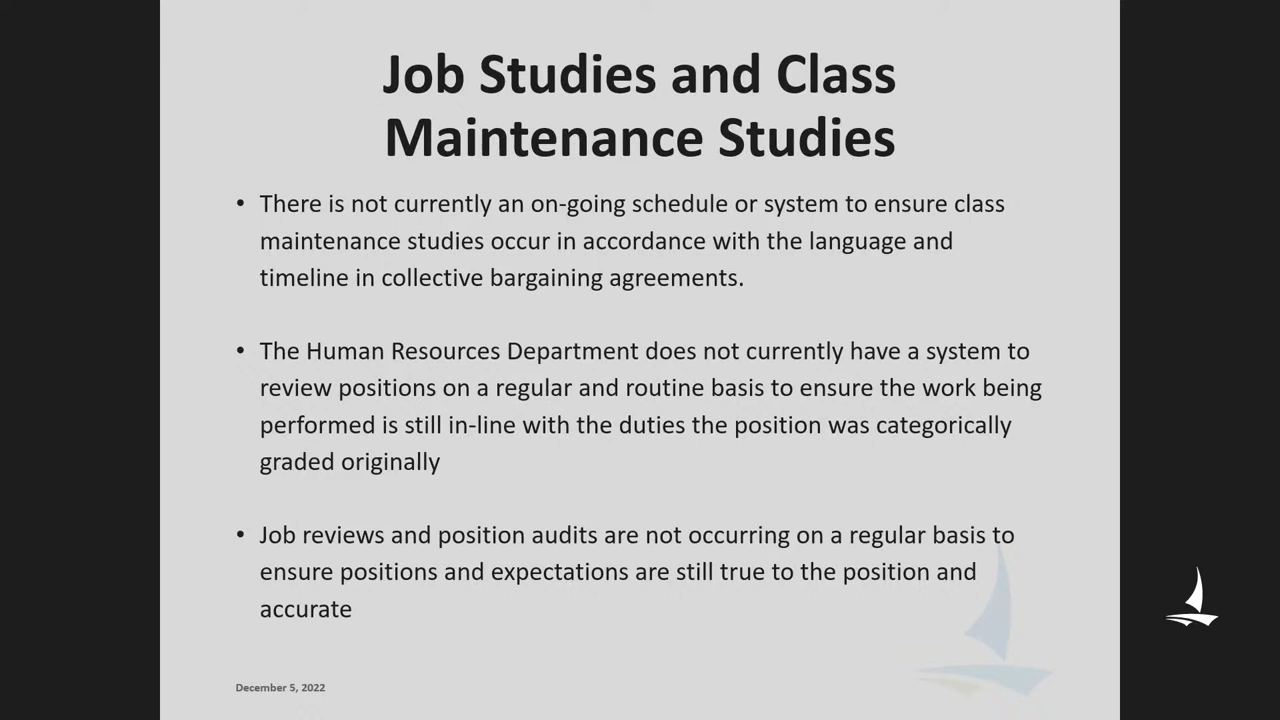 Job Studies and Class
Maintenance Studies
• There is not currently an on-going schedule or system to ensure class
maintenance studies occur in accordance with the language and
timeline in collective bargaining agreements.
• The Human Resources Department does not currently have a system to
review positions on a regular and routine basis to ensure the work being
performed is still in-line with the duties the position was categorically
graded originally
• Job reviews and position audits are not occurring on a regular basis to
ensure positions and expectations are still true to the position and
accurate
December 5, 2022